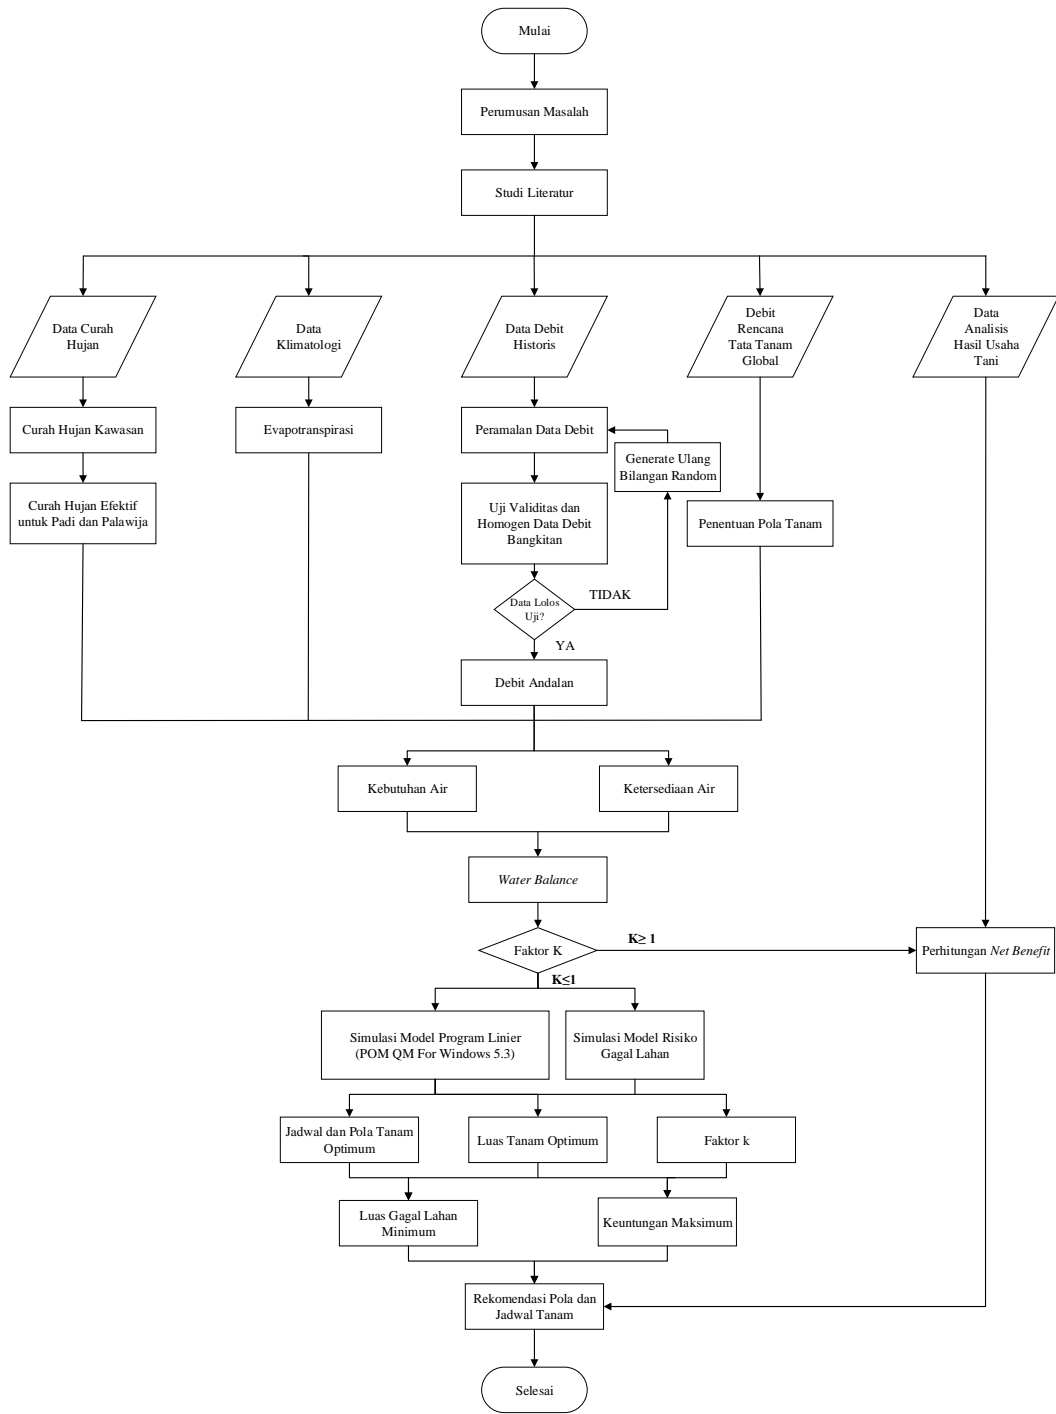 Mulai
Perumusan Masalah
Studi Literatur
Data Curah
Hujan
Data
Klimatologi
Data Debit
Historis
Debit
Rencana
Tata Tanam
Global
Data
Analisis
Hasil Usaha
Tani
Curah Hujan Kawasan
Evapotranspirasi
Peramalan Data Debit
Generate Ulang
Bilangan Random
Curah Hujan Efektif
untuk Padi dan Palawija
Uji Validitas dan
Homogen Data Debit
Bangkitan
Penentuan Pola Tanam
Data Lolos
Uji?
TIDAK
YA
Debit Andalan
Kebutuhan Air
Ketersediaan Air
Water Balance
Faktor K
K≥ 1
Perhitungan Net Benefit
K≤1
Simulasi Model Program Linier
(POM QM For Windows 5.3)
Simulasi Model Risiko
Gagal Lahan
Jadwal dan Pola Tanam
Optimum
Luas Tanam Optimum
Faktor k
Luas Gagal Lahan
Minimum
Keuntungan Maksimum
Rekomendasi Pola dan
Jadwal Tanam
Selesai